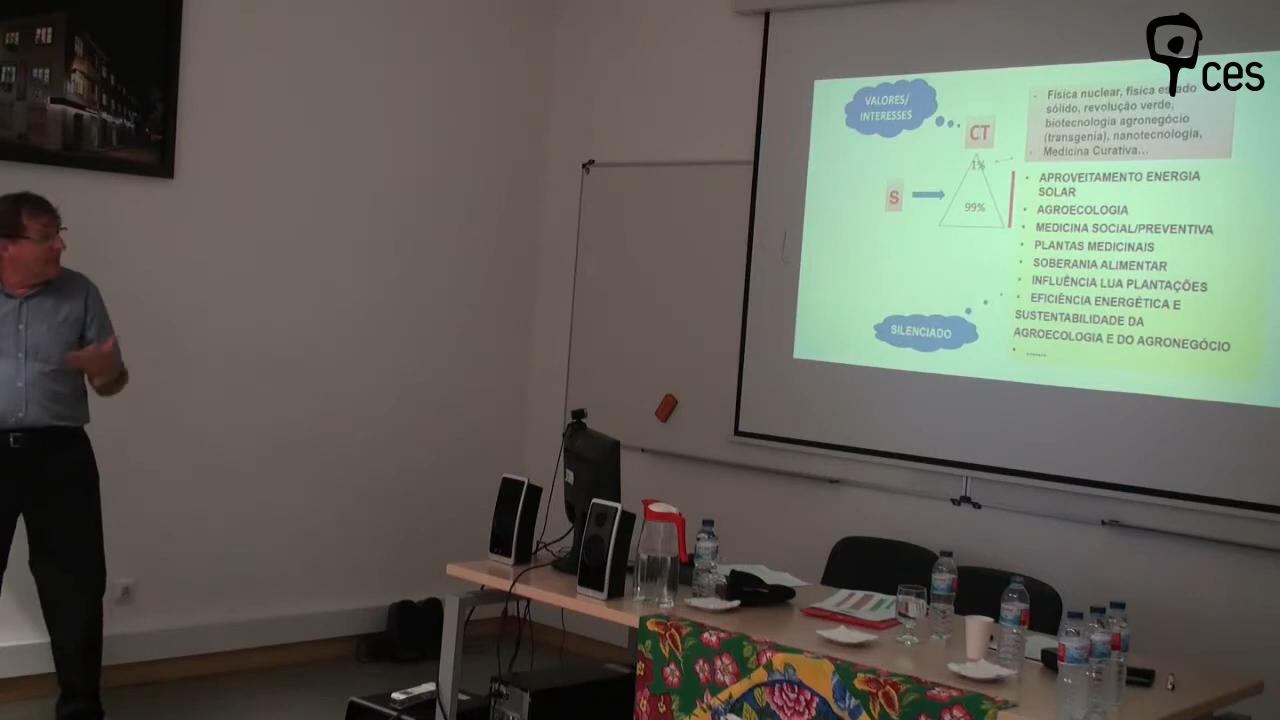 ces
VALORES/
INTERESSES
CT
1%
S
99%
SILENCIADO
- Física nuclear, física estado
sólido, revolução verde,
biotecnologia agronegócio
(transgenia), nanotecnologia,
- Medicina Curativa...
• APROVEITAMENTO ENERGIA
SOLAR
• AGROECOLOGIA
• MEDICINA SOCIAL/PREVENTIVA
• PLANTAS MEDICINAIS
• SOBERANIA ALIMENTAR
• INFLUÊNCIA LUA PLANTAÇÕES
• EFICIÊNCIA ENERGÉTICA E
SUSTENTABILIDADE DA
AGROECOLOGIA E DO AGRONEGÓCIO
• .......